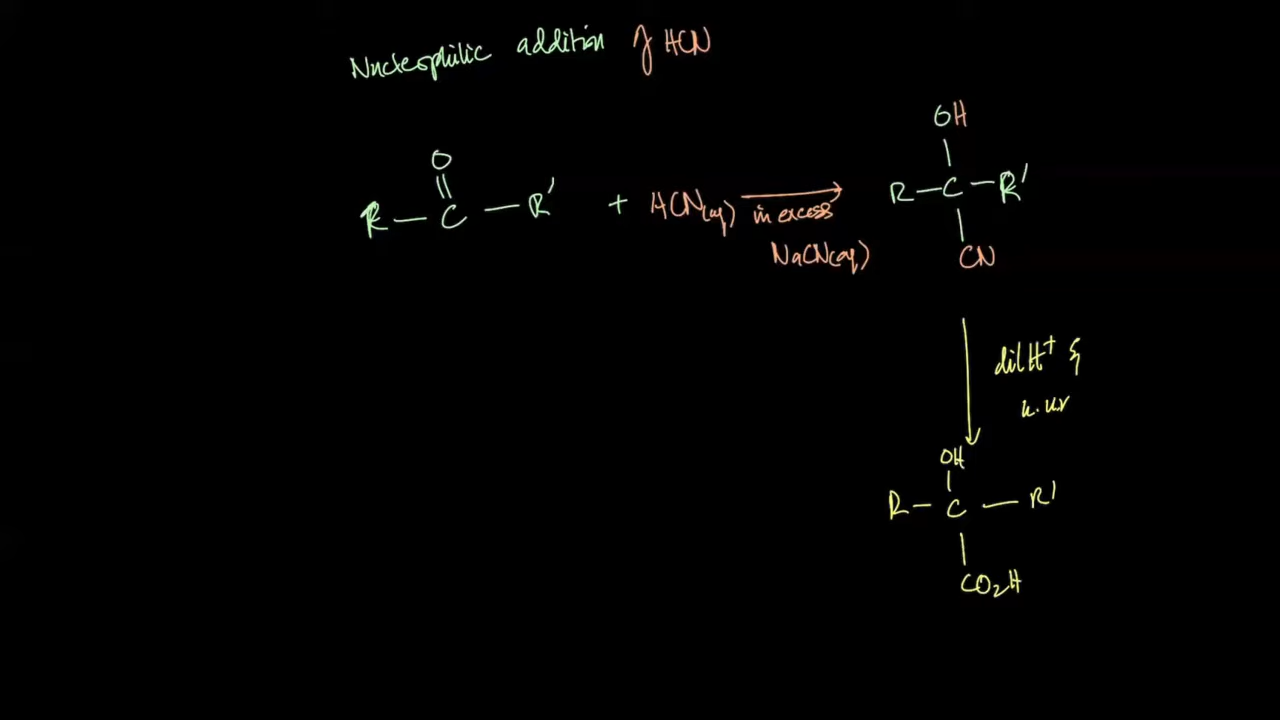 Nucleophilic addition of HCN
O
||
R — C — R' + HCN(aq) → in excess NaCN(aq)
OH
R — C — R'
CN
dil H+ &
OH
R — C — R'
CO2H